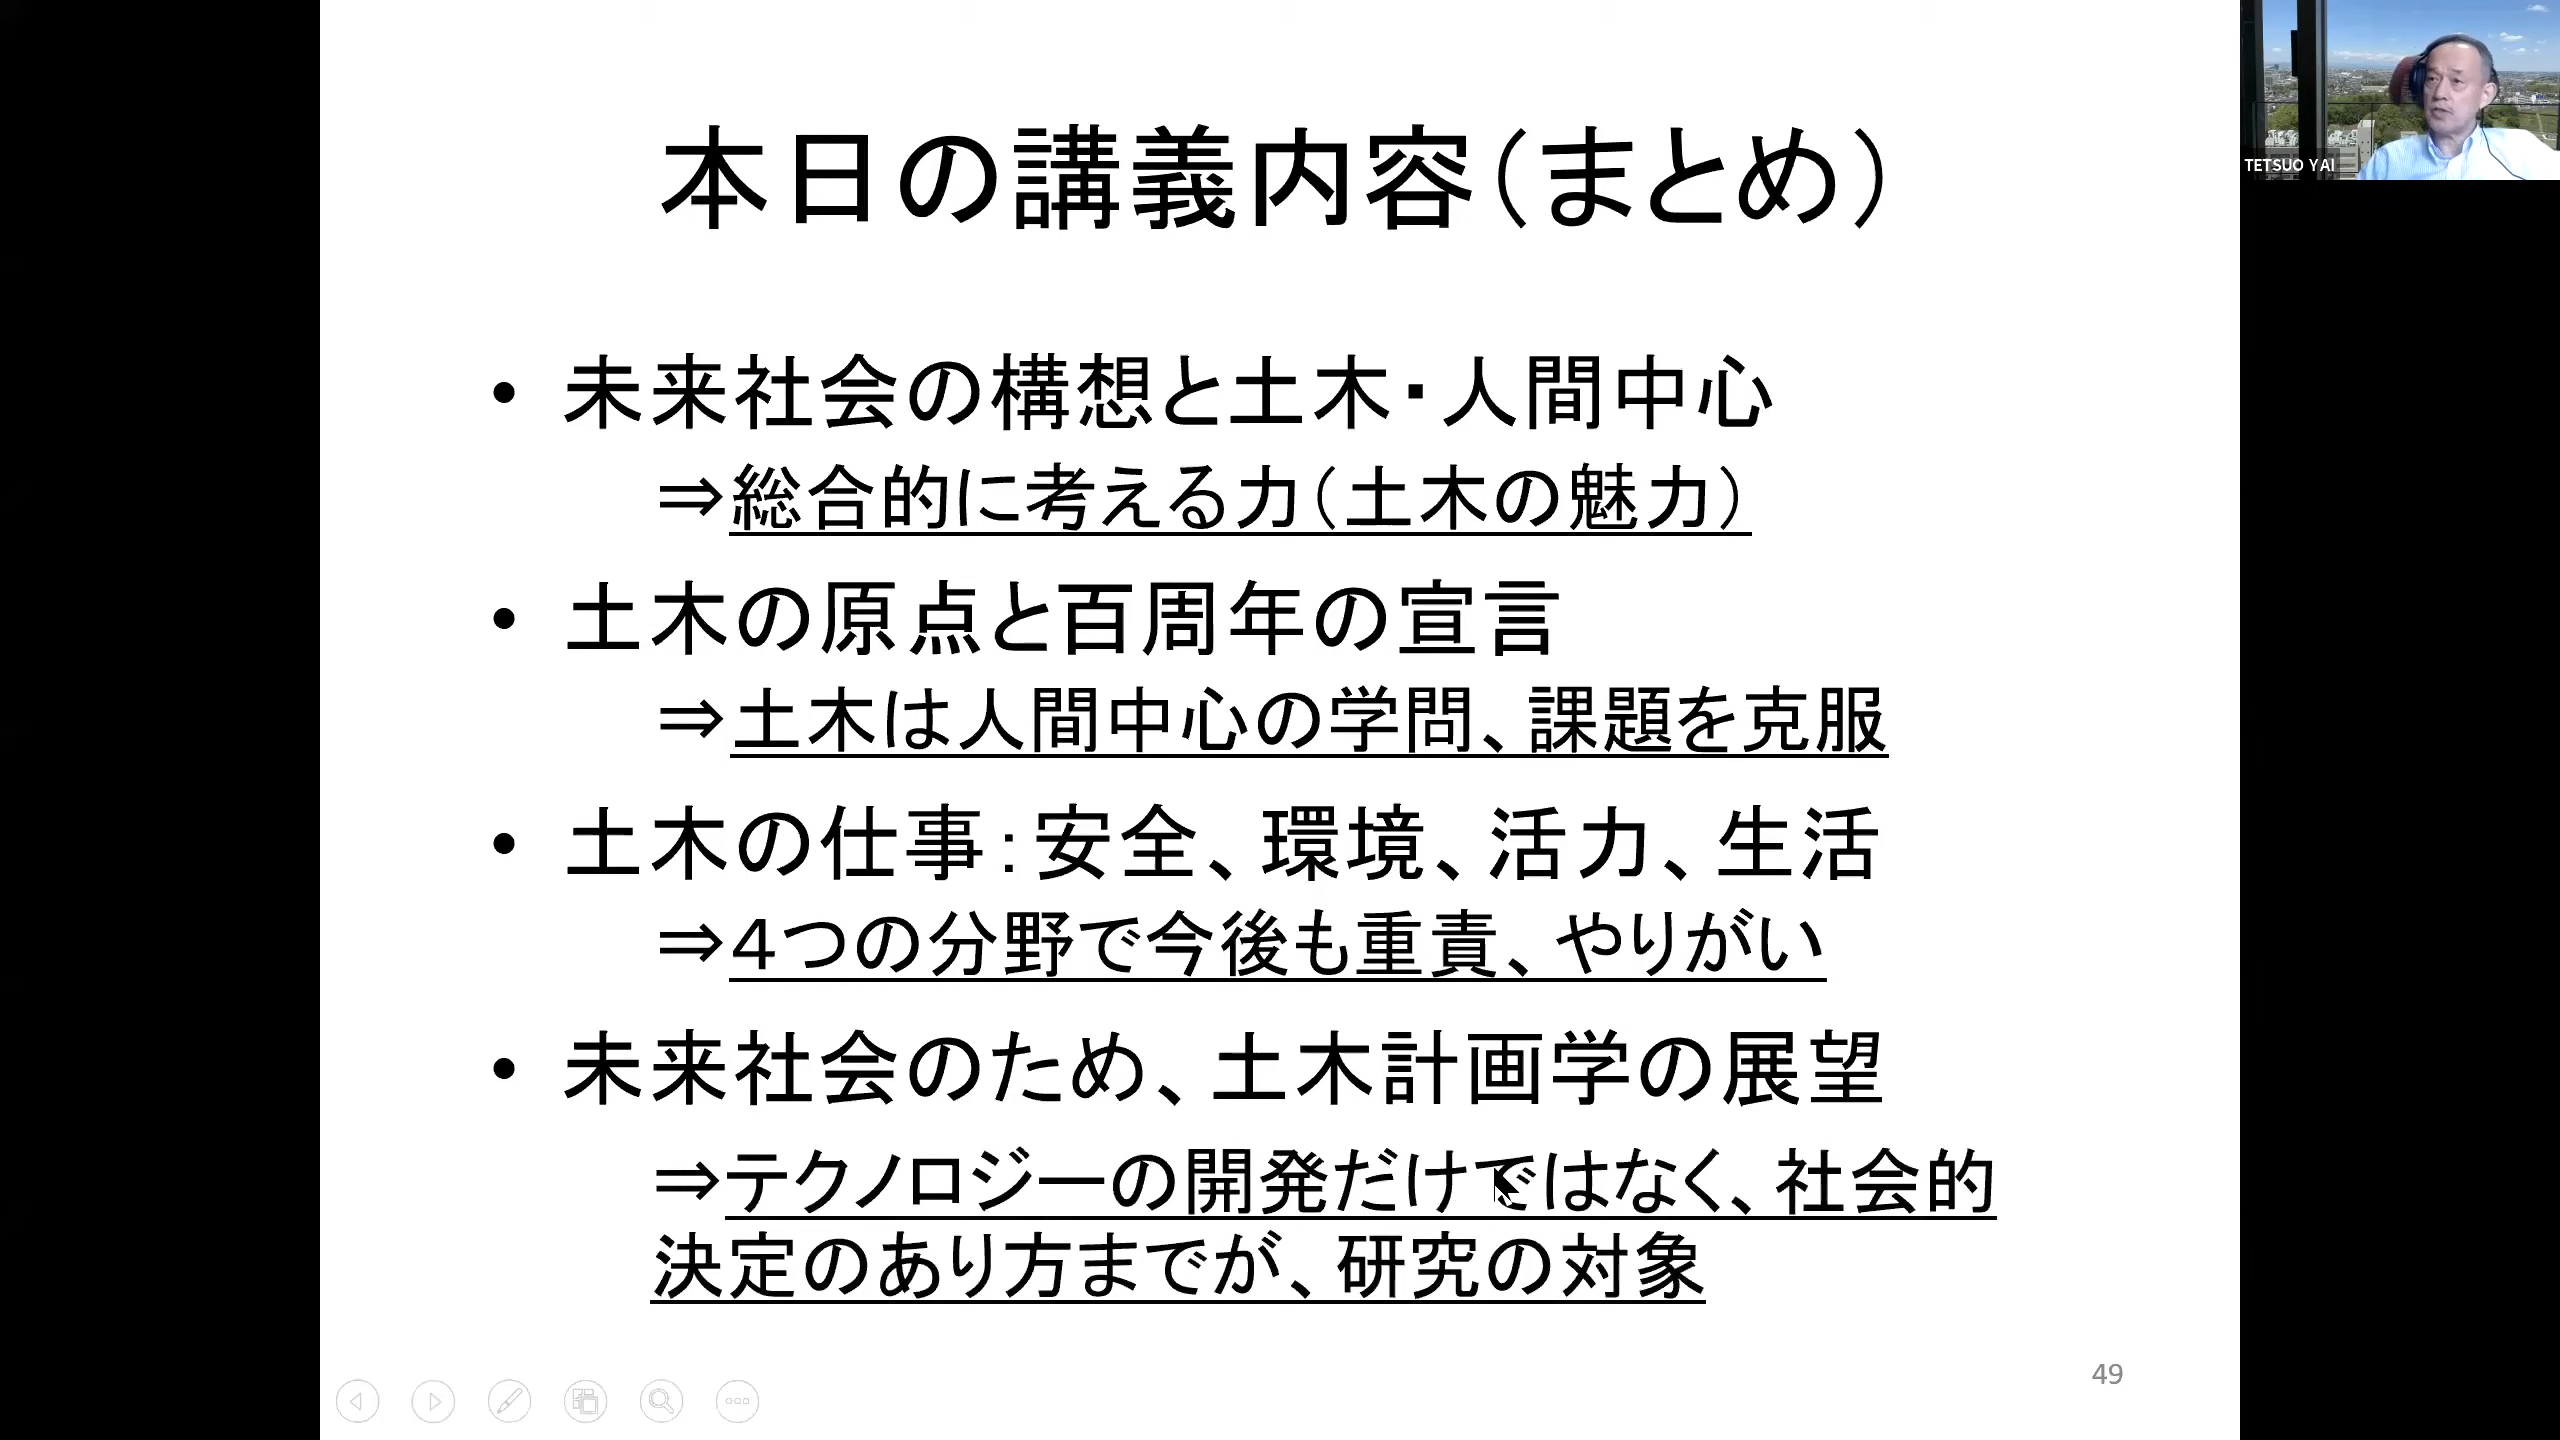 本日の講義内容（まとめ）
TETSUO YAI
• 未来社会の構想と土木・人間中心
⇒総合的に考える力（土木の魅力）
• 土木の原点と百周年の宣言
⇒土木は人間中心の学問、課題を克服
• 土木の仕事：安全、環境、活力、生活
⇒４つの分野で今後も重責、やりがい
• 未来社会のため、土木計画学の展望
⇒テクノロジーの開発だけではなく、社会的
決定のあり方までが、研究の対象
49